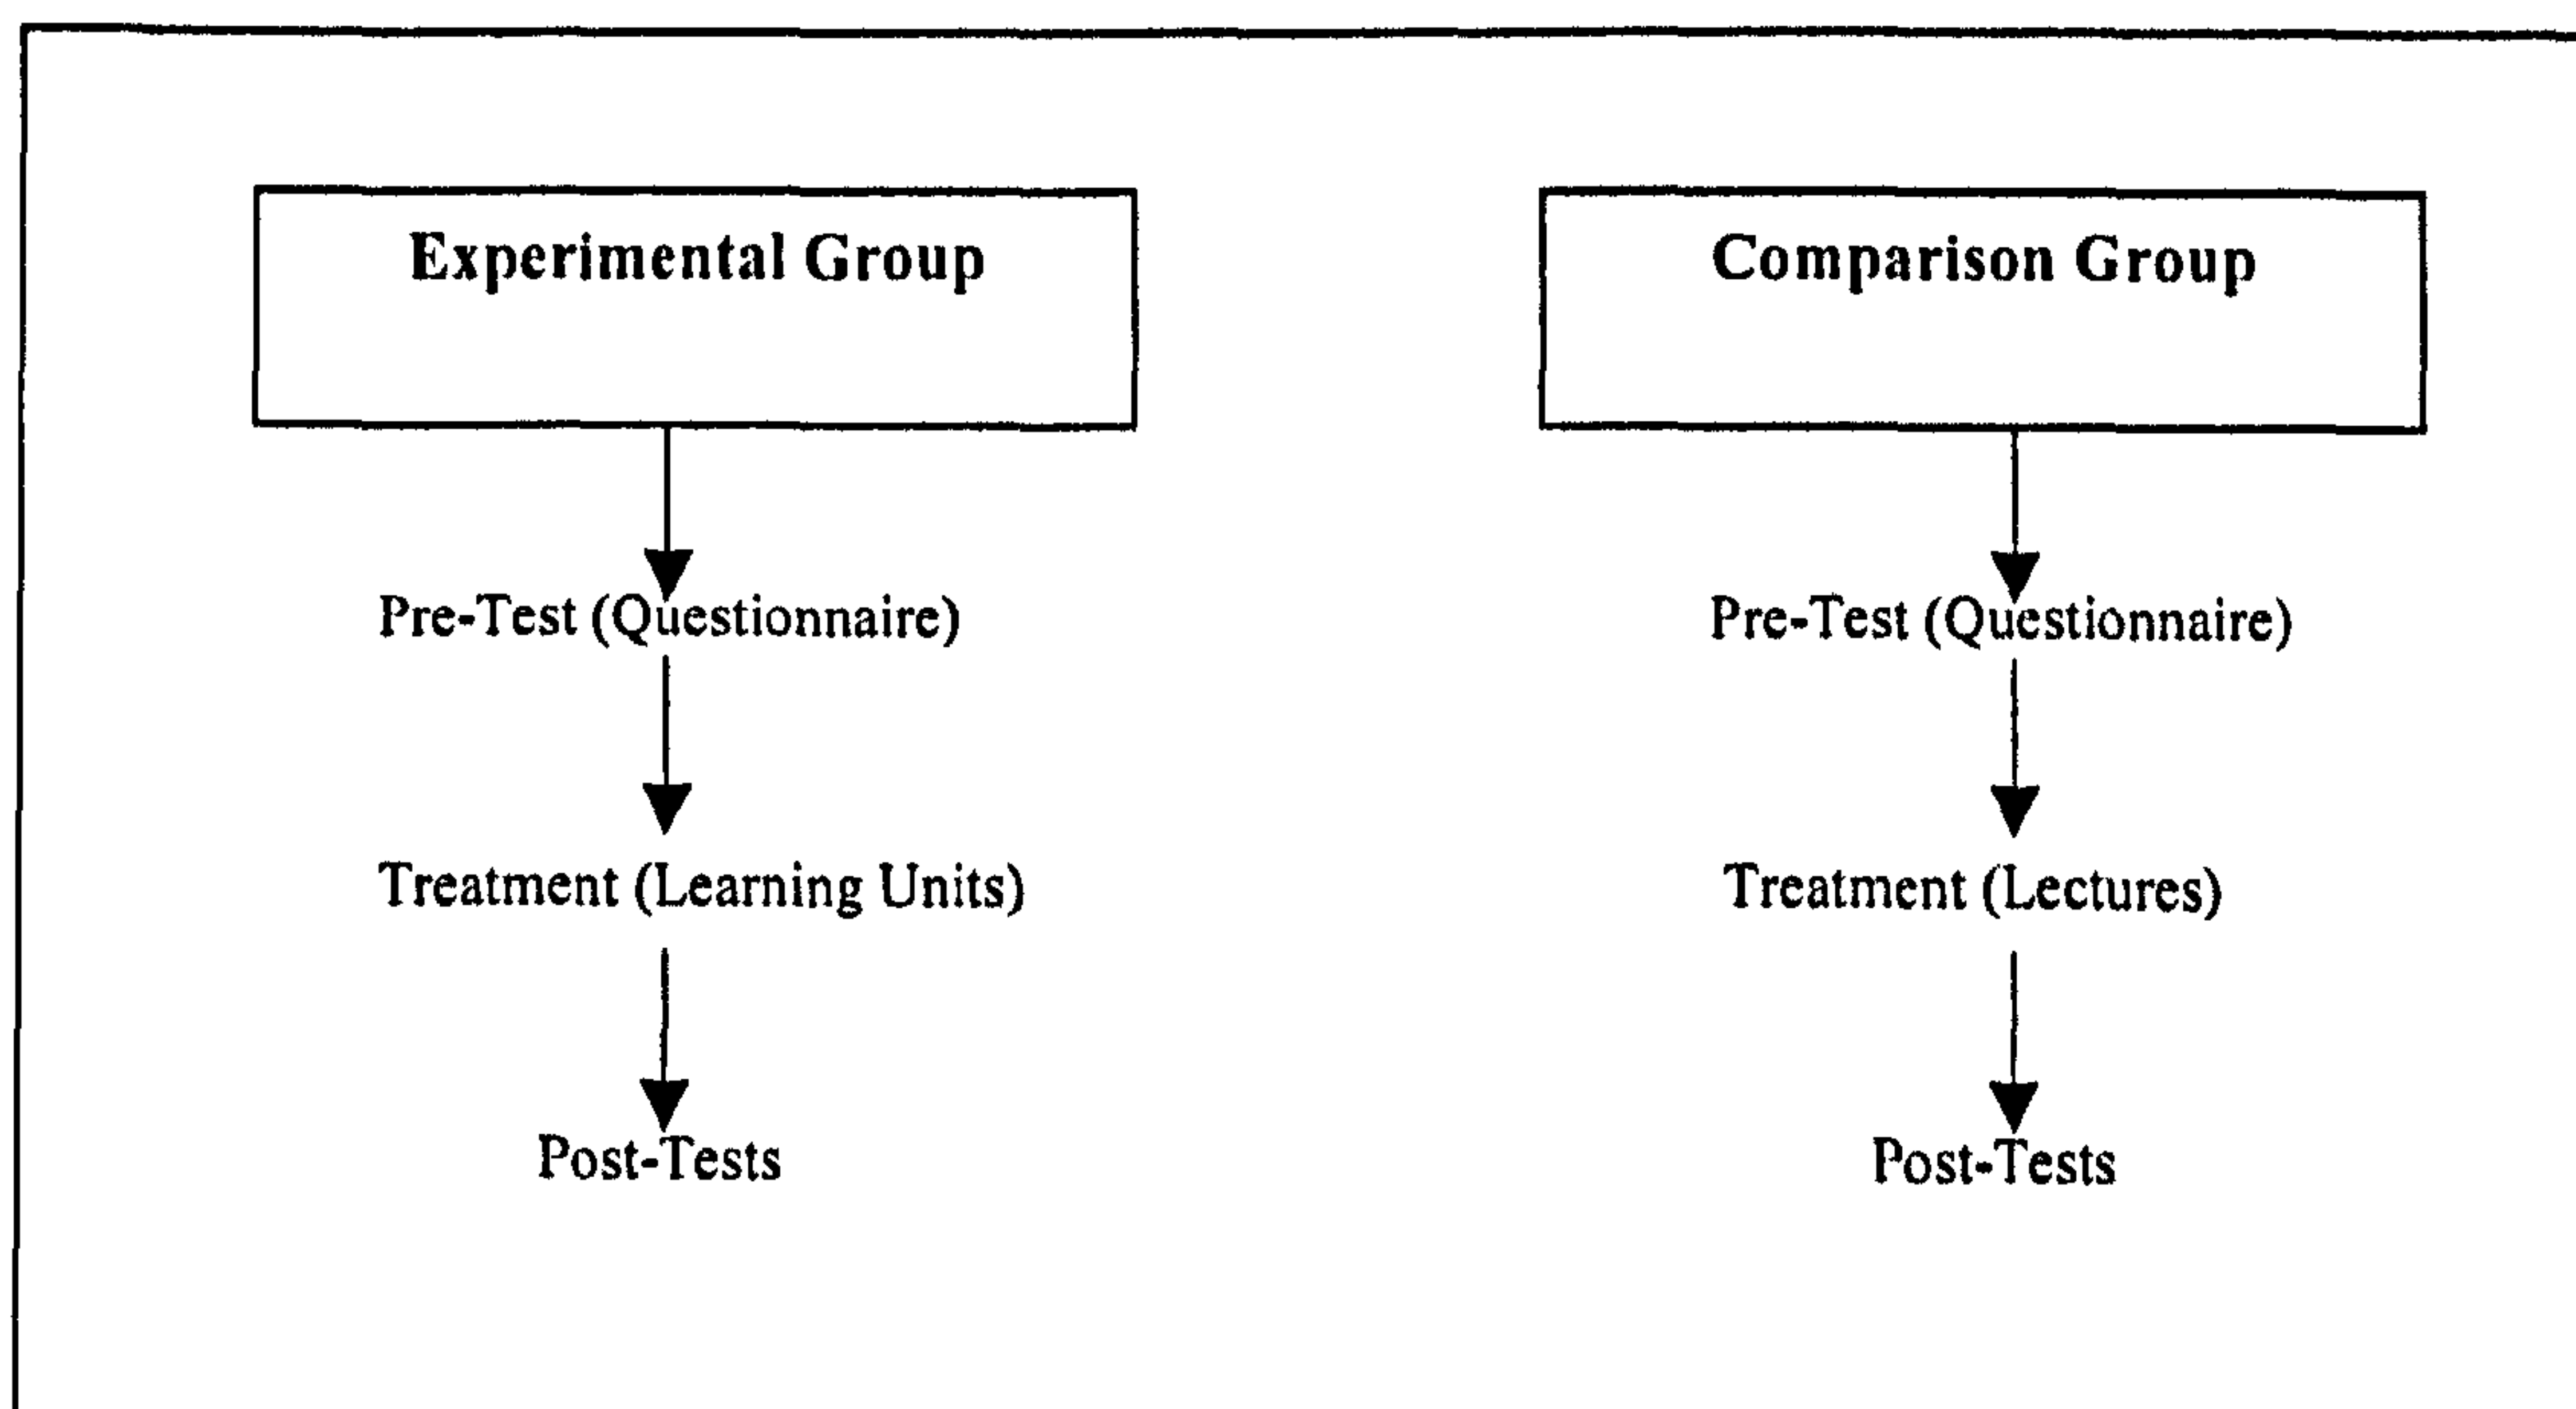 Experimental Group
Comparison Group
Pre-Test (Questionnaire)
Pre-Test (Questionnaire)
Treatment (Learning Units)
Treatment (Lectures)
Post-Tests
Post-Tests